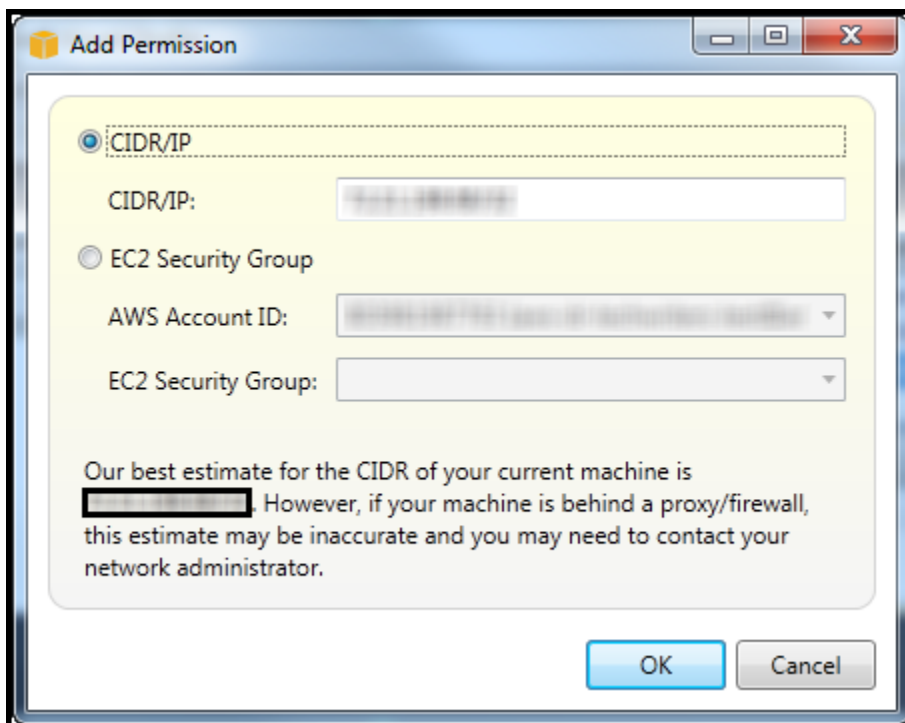 Add Permission
CIDR/IP
CIDR/IP:
EC2 Security Group
AWS Account ID:
EC2 Security Group:
Our best estimate for the CIDR of your current machine is
. However, if your machine is behind a proxy/firewall,
this estimate may be inaccurate and you may need to contact your
network administrator.
OK Cancel